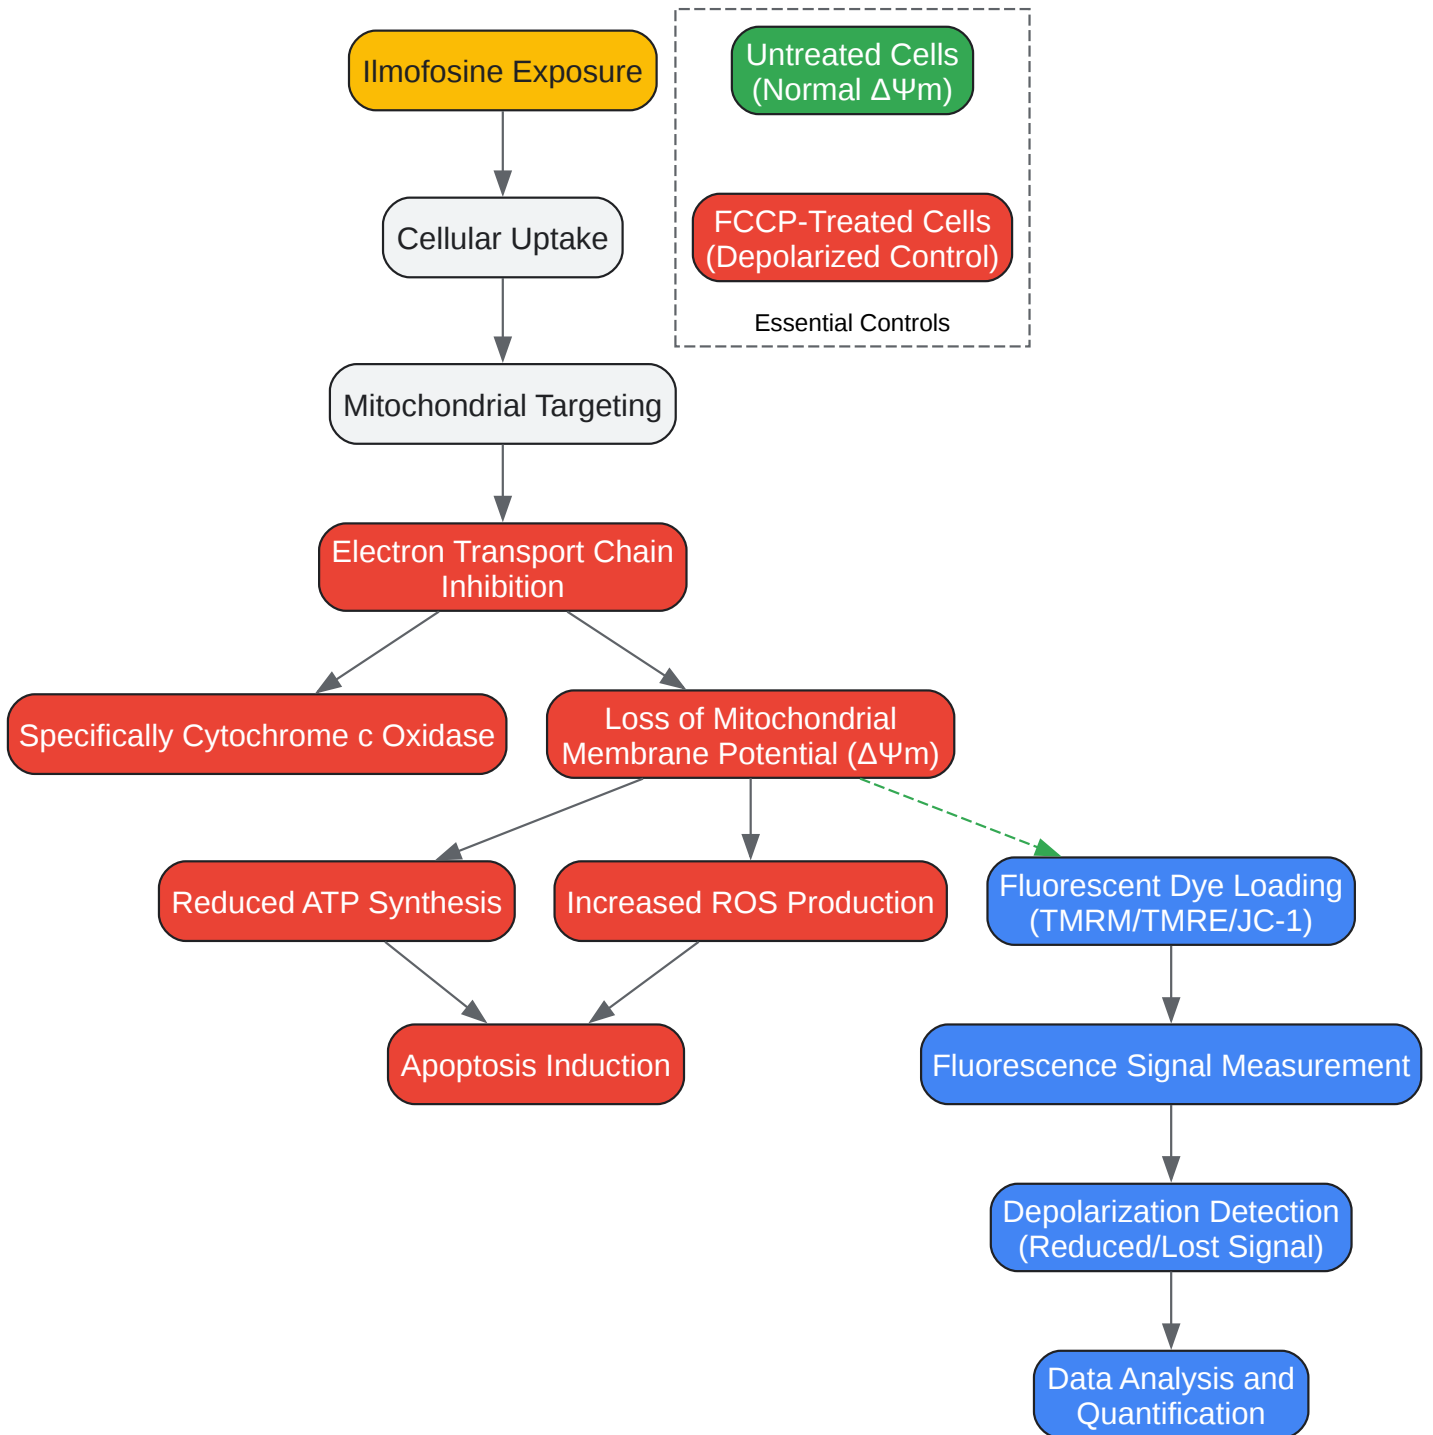 Ilmofosine Exposure
Untreated Cells
(Normal ΔΨm)
Cellular Uptake
FCCP-Treated Cells
(Depolarized Control)
Essential Controls
Mitochondrial Targeting
Electron Transport Chain
Inhibition
Specifically Cytochrome c Oxidase
Loss of Mitochondrial
Membrane Potential (ΔΨm)
Reduced ATP Synthesis
Increased ROS Production
Fluorescent Dye Loading
(TMRM/TMRE/JC-1)
Apoptosis Induction
Fluorescence Signal Measurement
Depolarization Detection
(Reduced/Lost Signal)
Data Analysis and
Quantification